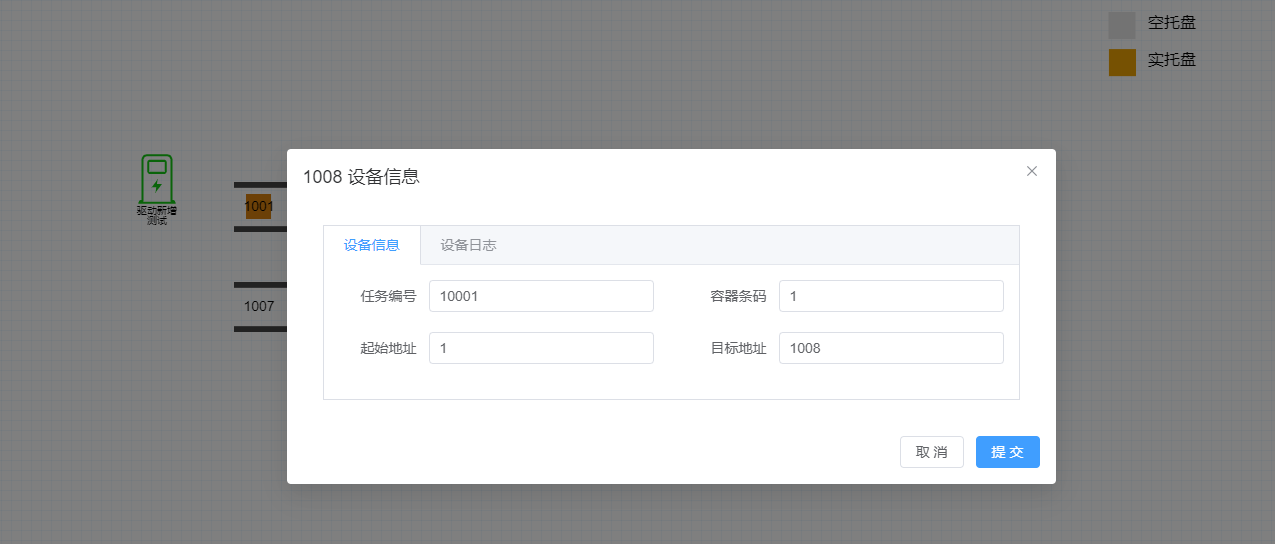 空托盘
实托盘
驱动新增
测试
1001
1007
1008 设备信息
设备信息 设备日志
任务编号 10001 容器条码 1
起始地址 1 目标地址 1008
取 消 提 交